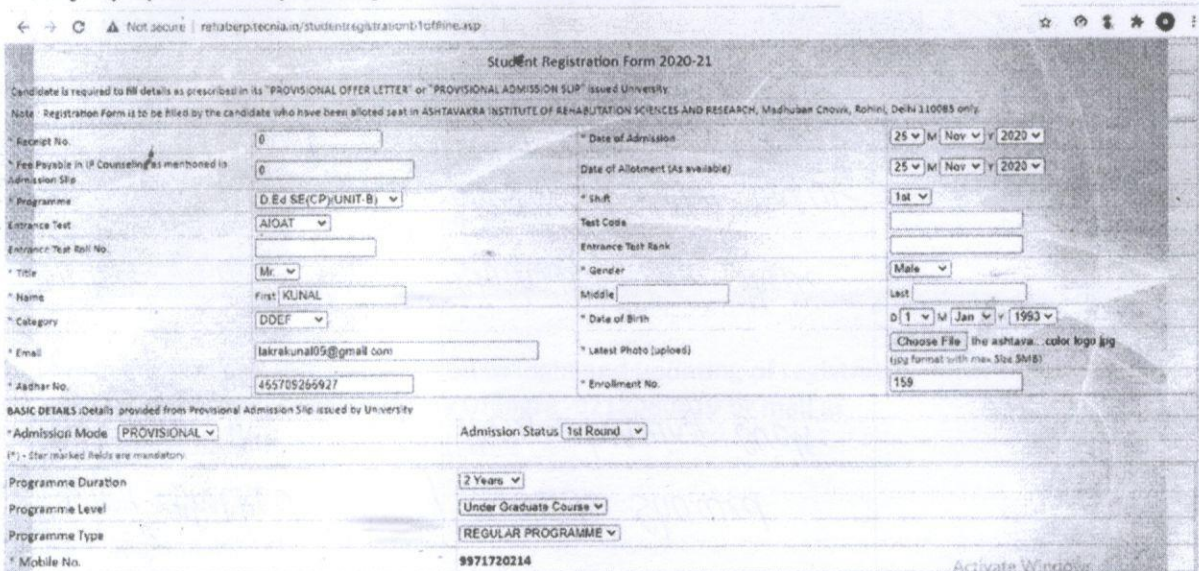 Not secure | rehaberp.tecnia.in/studentregistrationb1offline.asp
Student Registration Form 2020-21
Candidate is required to fill details as prescribed in its "PROVISIONAL OFFER LETTER" or "PROVISIONAL ADMISSION SLIP" issued University.
Note : Registration Form is to be filled by the candidate who have been alloted seat in ASHTAVAKRA INSTITUTE OF REHABILITATION SCIENCES AND RESEARCH, Madhuban Chowk, Rohini, Delhi 110085 only.
* Receipt No. 0 * Date of Admission 25 M Nov Y 2020
* Fee Payable in IP Counseling as mentioned in Admission Slip 0 Date of Allotment (As available) 25 M Nov Y 2020
* Programme D.Ed SE(CP)(UNIT-B) * Shift 1st
Entrance Test AIOAT Test Code
Entrance Test Roll No. Entrance Test Rank
* Title Mr. * Gender Male
* Name First KUNAL Middle Last
* Category DDEF * Date of Birth D 1 M Jan Y 1993
* Email lakrakunal05@gmail.com * Latest Photo (upload) Choose File the ashtava...color logo.jpg
(jpg format with max Size 5MB)
* Aadhar No. 465709266927 * Enrollment No. 159
BASIC DETAILS :Details provided from Provisional Admission Slip issued by University
*Admission Mode PROVISIONAL Admission Status 1st Round
(*) - Star marked fields are mandatory.
Programme Duration 2 Years
Programme Level Under Graduate Course
Programme Type REGULAR PROGRAMME
* Mobile No. 9971720214
Activate Windows